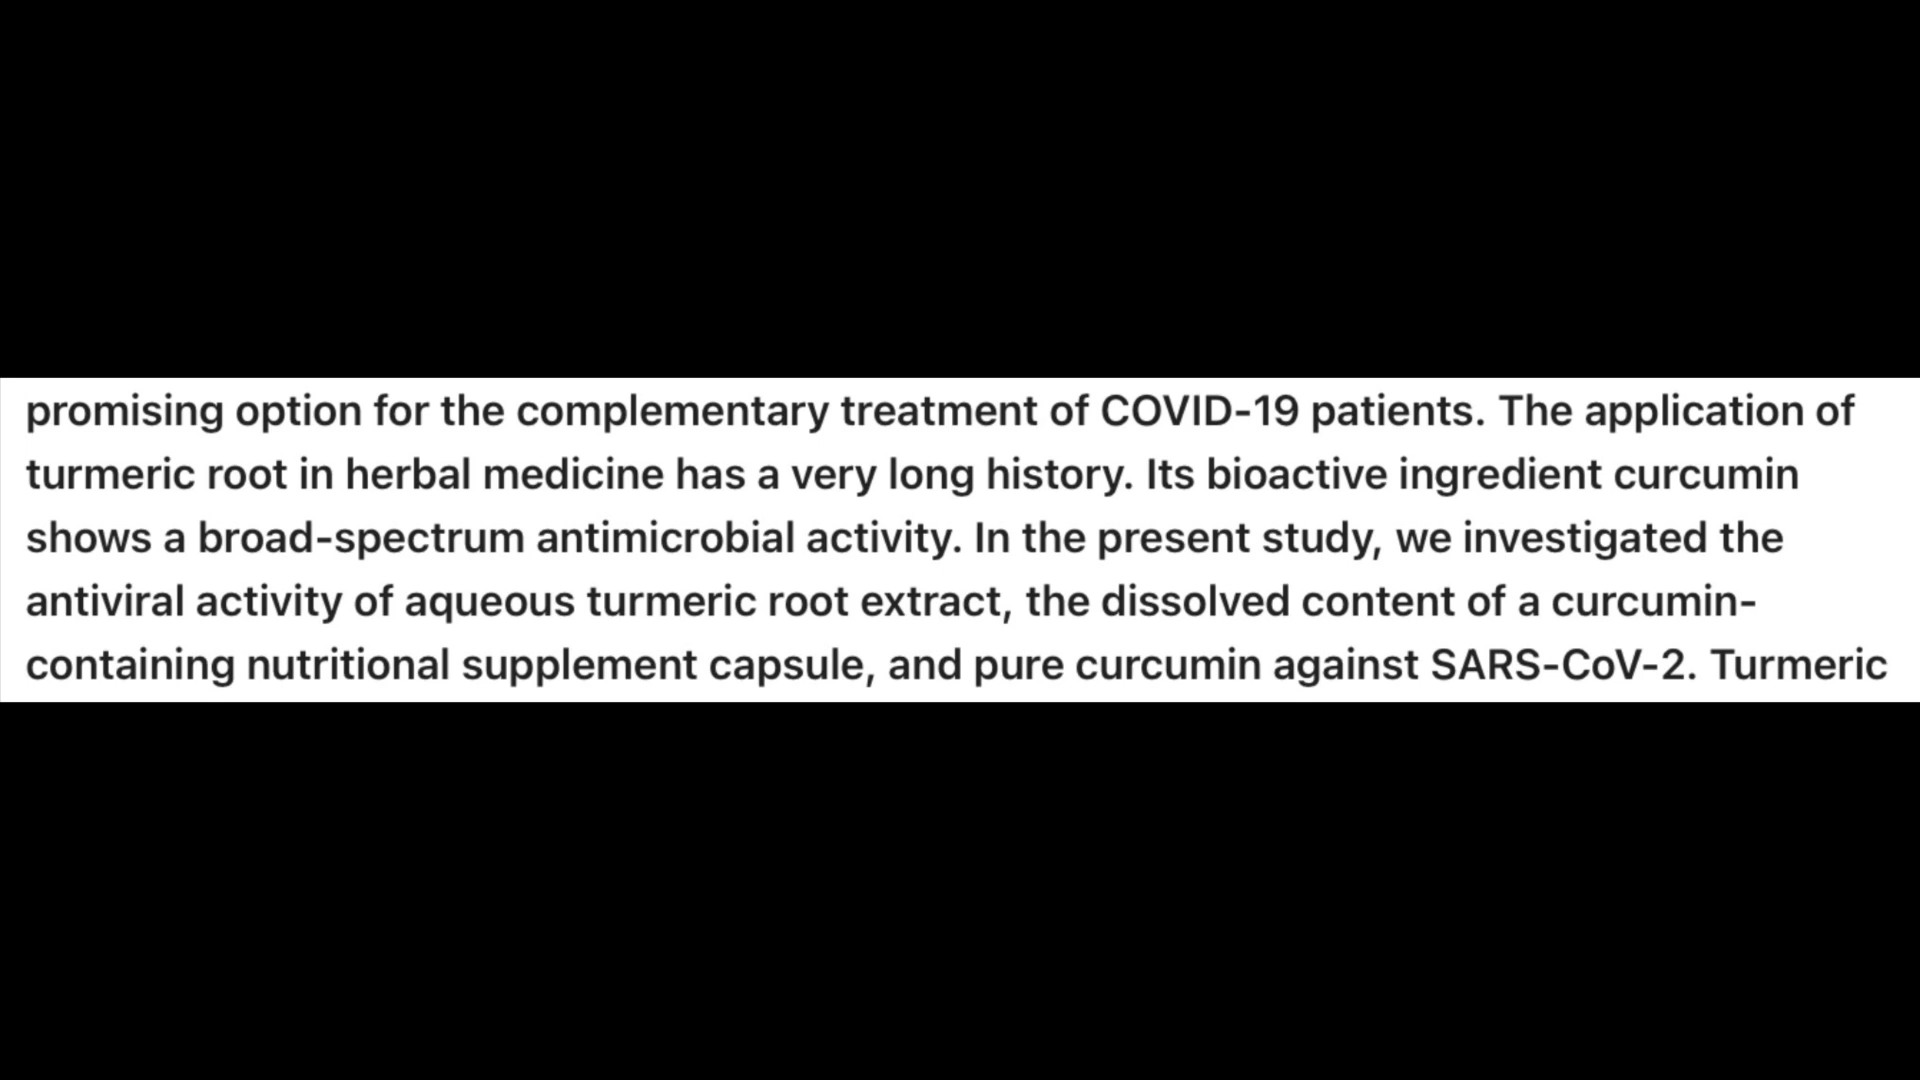 promising option for the complementary treatment of COVID-19 patients. The application of
turmeric root in herbal medicine has a very long history. Its bioactive ingredient curcumin
shows a broad-spectrum antimicrobial activity. In the present study, we investigated the
antiviral activity of aqueous turmeric root extract, the dissolved content of a curcumin-
containing nutritional supplement capsule, and pure curcumin against SARS-CoV-2. Turmeric